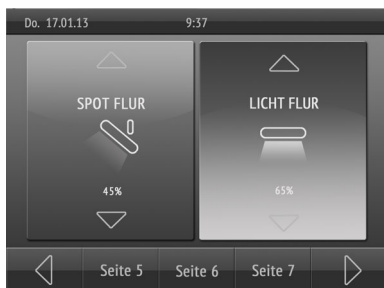 Do. 17.01.13 9:37
SPOT FLUR LICHT FLUR
45% 65%
Seite 5 Seite 6 Seite 7